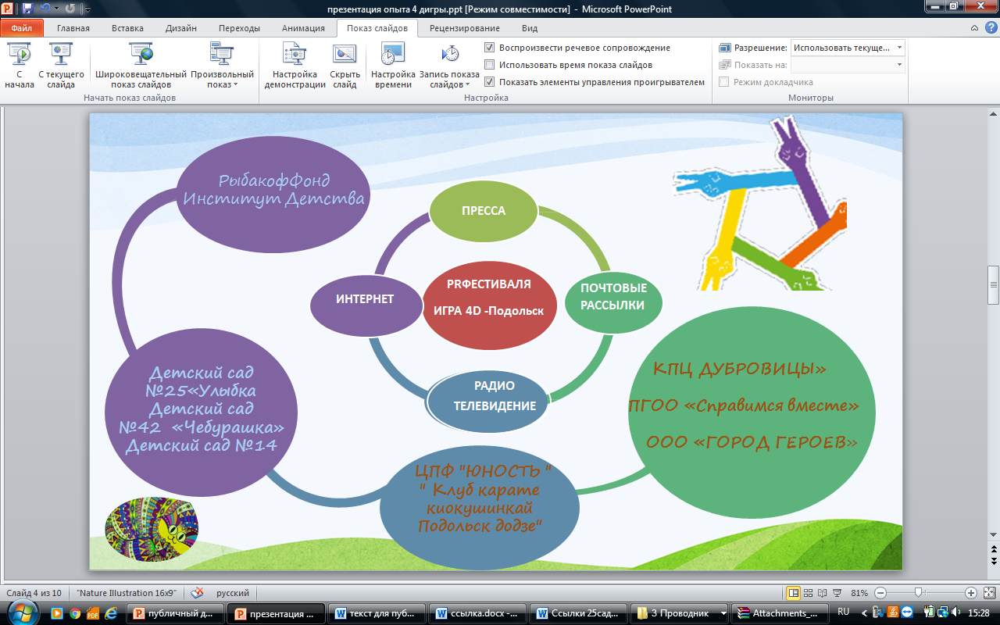 презентация опыта 4 дигры.ppt [Режим совместимости] - Microsoft PowerPoint
Файл Главная Вставка Дизайн Переходы Анимация Показ слайдов Рецензирование Вид
С начала
С текущего слайда
Широковещательный показ слайдов
Произвольный показ
Начать показ слайдов
Настройка демонстрации
Скрыть слайд
Настройка времени
Запись показа слайдов
Воспроизвести речевое сопровождение
Использовать время показа слайдов
Показать элементы управления проигрывателем
Настройка
Разрешение: Использовать текуще...
Показать на:
Режим докладчика
Мониторы
РыбакофФонд
Институт Детства
ПРЕССА
ИНТЕРНЕТ
PRФЕСТИВАЛЯ
ИГРА 4D -Подольск
ПОЧТОВЫЕ
РАССЫЛКИ
РАДИО
ТЕЛЕВИДЕНИЕ
Детский сад
№25«Улыбка
Детский сад
№42 «Чебурашка»
Детский сад №14
КПЦ ДУБРОВИЦЫ»
ПГОО «Справимся вместе»
ООО «ГОРОД ГЕРОЕВ»
ЦПФ "ЮНОСТЬ "
" Клуб карате
киокушинкай
Подольск додзе"
Слайд 4 из 10 "Nature Illustration 16x9" русский 81%
публичный д... презентация ... текст для пуб... ссылка.docx -... Ссылки 25сад... 3 Проводник Attachments_... RU 15:28